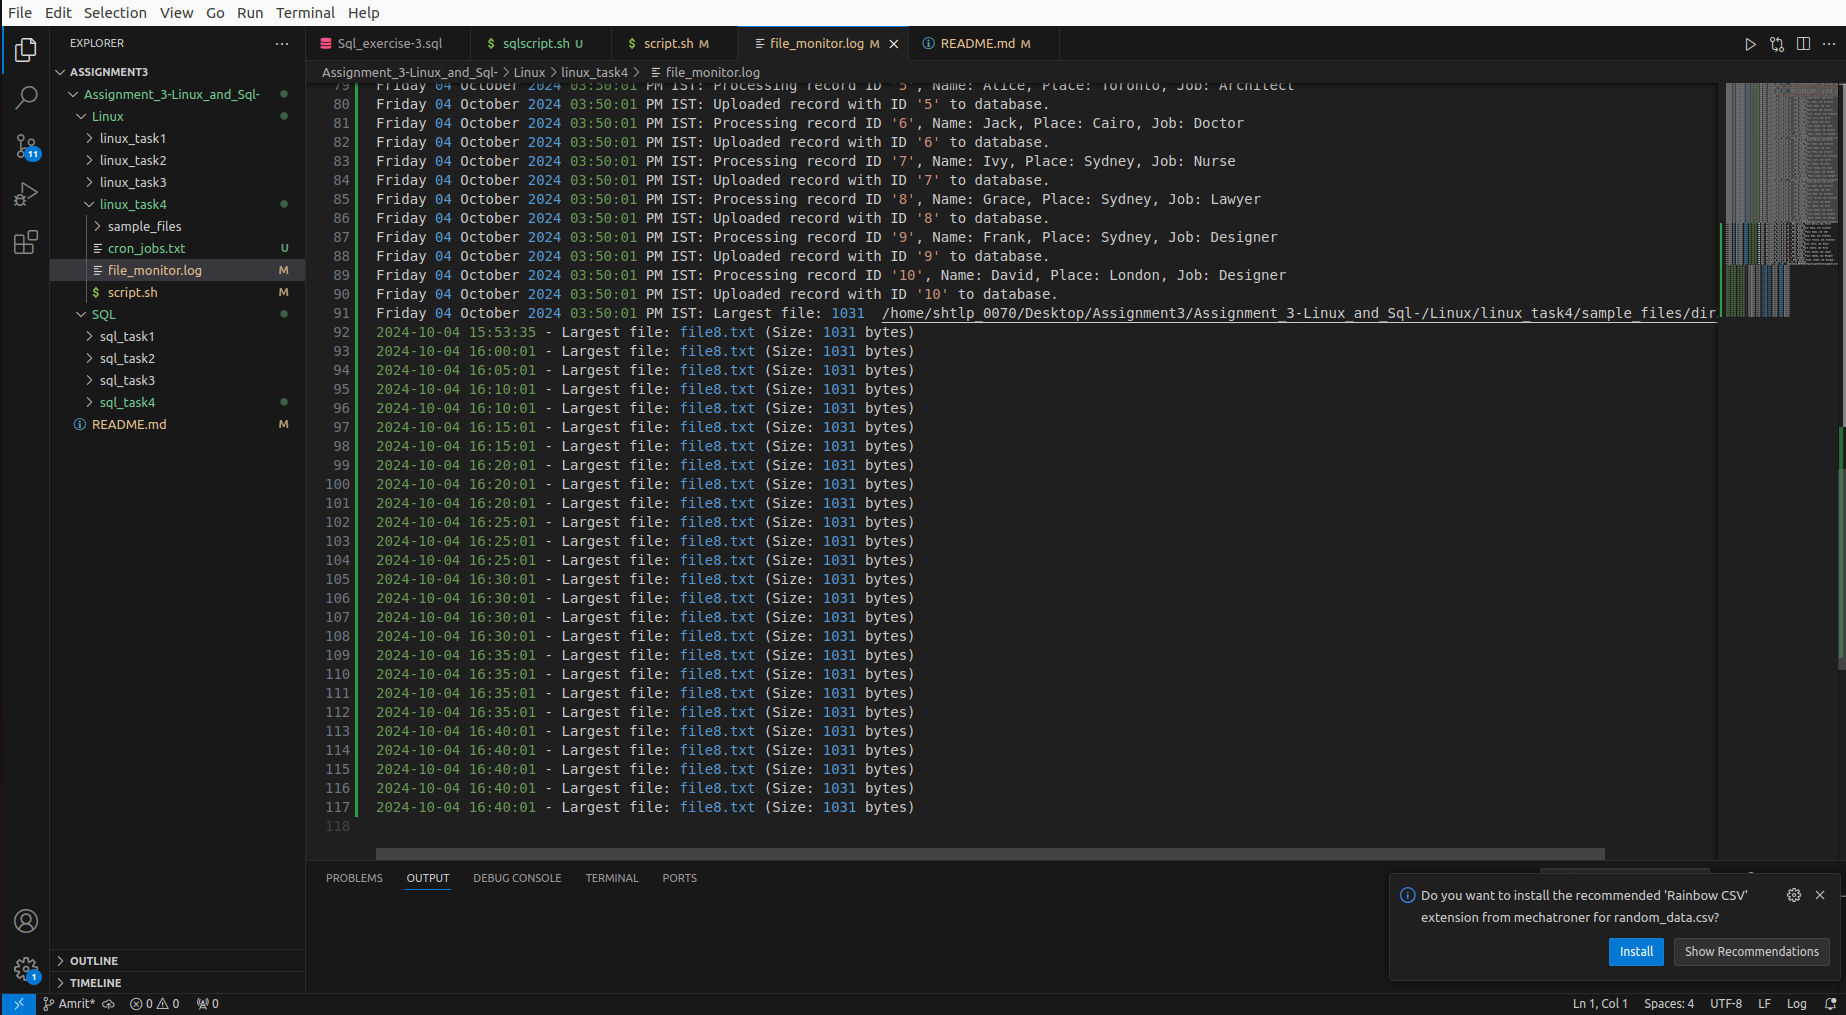 File Edit Selection View Go Run Terminal Help
EXPLORER
Sql_exercise-3.sql
$ sqlscript.sh U
$ script.sh M
file_monitor.log M
README.md M
ASSIGNMENT3
Assignment_3-Linux_and_Sql-
Linux
linux_task1
linux_task2
linux_task3
linux_task4
sample_files
cron_jobs.txt U
file_monitor.log M
$ script.sh M
SQL
sql_task1
sql_task2
sql_task3
sql_task4
README.md M
OUTLINE
TIMELINE
11
1
Assignment_3-Linux_and_Sql- > Linux > linux_task4 > file_monitor.log
79 Friday 04 October 2024 03:50:01 PM IST: Processing record ID '5', Name: Alice, Place: Toronto, Job: Architect
80 Friday 04 October 2024 03:50:01 PM IST: Uploaded record with ID '5' to database.
81 Friday 04 October 2024 03:50:01 PM IST: Processing record ID '6', Name: Jack, Place: Cairo, Job: Doctor
82 Friday 04 October 2024 03:50:01 PM IST: Uploaded record with ID '6' to database.
83 Friday 04 October 2024 03:50:01 PM IST: Processing record ID '7', Name: Ivy, Place: Sydney, Job: Nurse
84 Friday 04 October 2024 03:50:01 PM IST: Uploaded record with ID '7' to database.
85 Friday 04 October 2024 03:50:01 PM IST: Processing record ID '8', Name: Grace, Place: Sydney, Job: Lawyer
86 Friday 04 October 2024 03:50:01 PM IST: Uploaded record with ID '8' to database.
87 Friday 04 October 2024 03:50:01 PM IST: Processing record ID '9', Name: Frank, Place: Sydney, Job: Designer
88 Friday 04 October 2024 03:50:01 PM IST: Uploaded record with ID '9' to database.
89 Friday 04 October 2024 03:50:01 PM IST: Processing record ID '10', Name: David, Place: London, Job: Designer
90 Friday 04 October 2024 03:50:01 PM IST: Uploaded record with ID '10' to database.
91 Friday 04 October 2024 03:50:01 PM IST: Largest file: 1031 /home/shtlp_0070/Desktop/Assignment3/Assignment_3-Linux_and_Sql-/Linux/linux_task4/sample_files/dir
92 2024-10-04 15:53:35 - Largest file: file8.txt (Size: 1031 bytes)
93 2024-10-04 16:00:01 - Largest file: file8.txt (Size: 1031 bytes)
94 2024-10-04 16:05:01 - Largest file: file8.txt (Size: 1031 bytes)
95 2024-10-04 16:10:01 - Largest file: file8.txt (Size: 1031 bytes)
96 2024-10-04 16:10:01 - Largest file: file8.txt (Size: 1031 bytes)
97 2024-10-04 16:15:01 - Largest file: file8.txt (Size: 1031 bytes)
98 2024-10-04 16:15:01 - Largest file: file8.txt (Size: 1031 bytes)
99 2024-10-04 16:20:01 - Largest file: file8.txt (Size: 1031 bytes)
100 2024-10-04 16:20:01 - Largest file: file8.txt (Size: 1031 bytes)
101 2024-10-04 16:20:01 - Largest file: file8.txt (Size: 1031 bytes)
102 2024-10-04 16:25:01 - Largest file: file8.txt (Size: 1031 bytes)
103 2024-10-04 16:25:01 - Largest file: file8.txt (Size: 1031 bytes)
104 2024-10-04 16:25:01 - Largest file: file8.txt (Size: 1031 bytes)
105 2024-10-04 16:30:01 - Largest file: file8.txt (Size: 1031 bytes)
106 2024-10-04 16:30:01 - Largest file: file8.txt (Size: 1031 bytes)
107 2024-10-04 16:30:01 - Largest file: file8.txt (Size: 1031 bytes)
108 2024-10-04 16:30:01 - Largest file: file8.txt (Size: 1031 bytes)
109 2024-10-04 16:35:01 - Largest file: file8.txt (Size: 1031 bytes)
110 2024-10-04 16:35:01 - Largest file: file8.txt (Size: 1031 bytes)
111 2024-10-04 16:35:01 - Largest file: file8.txt (Size: 1031 bytes)
112 2024-10-04 16:35:01 - Largest file: file8.txt (Size: 1031 bytes)
113 2024-10-04 16:40:01 - Largest file: file8.txt (Size: 1031 bytes)
114 2024-10-04 16:40:01 - Largest file: file8.txt (Size: 1031 bytes)
115 2024-10-04 16:40:01 - Largest file: file8.txt (Size: 1031 bytes)
116 2024-10-04 16:40:01 - Largest file: file8.txt (Size: 1031 bytes)
117 2024-10-04 16:40:01 - Largest file: file8.txt (Size: 1031 bytes)
118
PROBLEMS OUTPUT DEBUG CONSOLE TERMINAL PORTS
Do you want to install the recommended 'Rainbow CSV'
extension from mechatroner for random_data.csv?
Install Show Recommendations
Amrit* 0 0 0
Ln 1, Col 1 Spaces: 4 UTF-8 LF Log